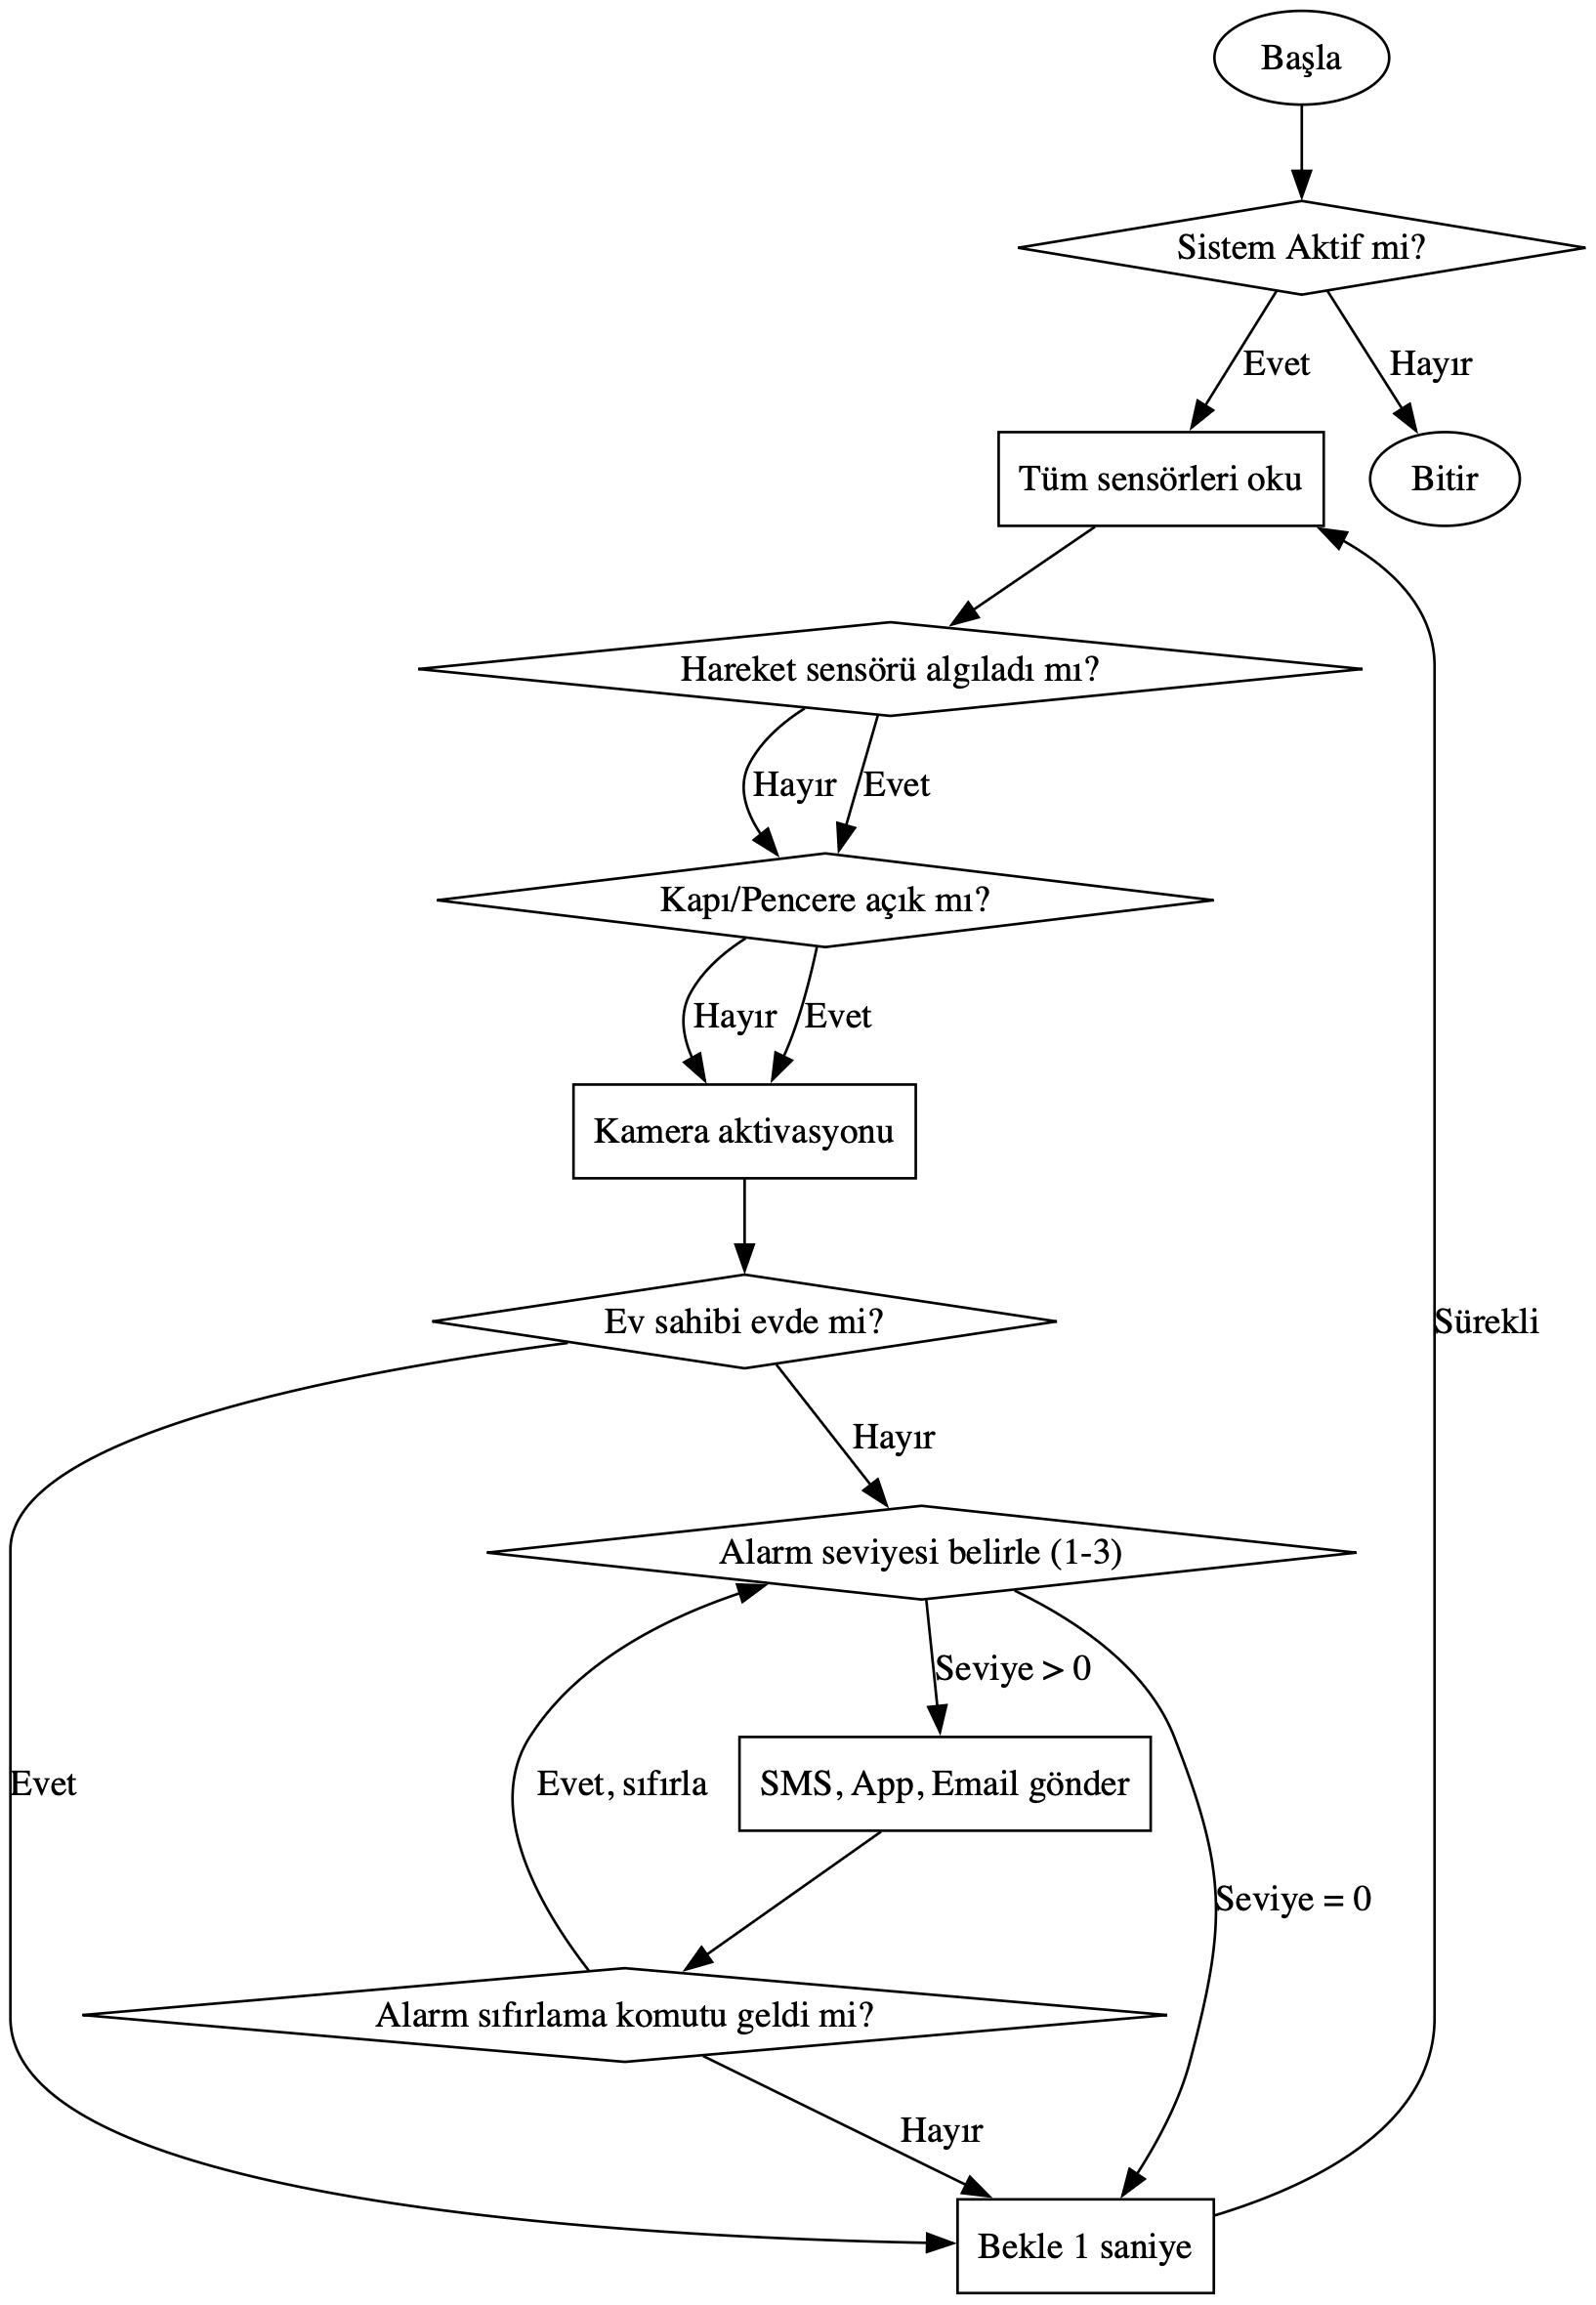 Başla
Sistem Aktif mi?
Evet
Hayır
Tüm sensörleri oku
Bitir
Hareket sensörü algıladı mı?
Hayır
Evet
Kapı/Pencere açık mı?
Hayır
Evet
Kamera aktivasyonu
Ev sahibi evde mi?
Sürekli
Hayır
Alarm seviyesi belirle (1-3)
Seviye > 0
Evet
Evet, sıfırla
SMS, App, Email gönder
Seviye = 0
Alarm sıfırlama komutu geldi mi?
Hayır
Bekle 1 saniye